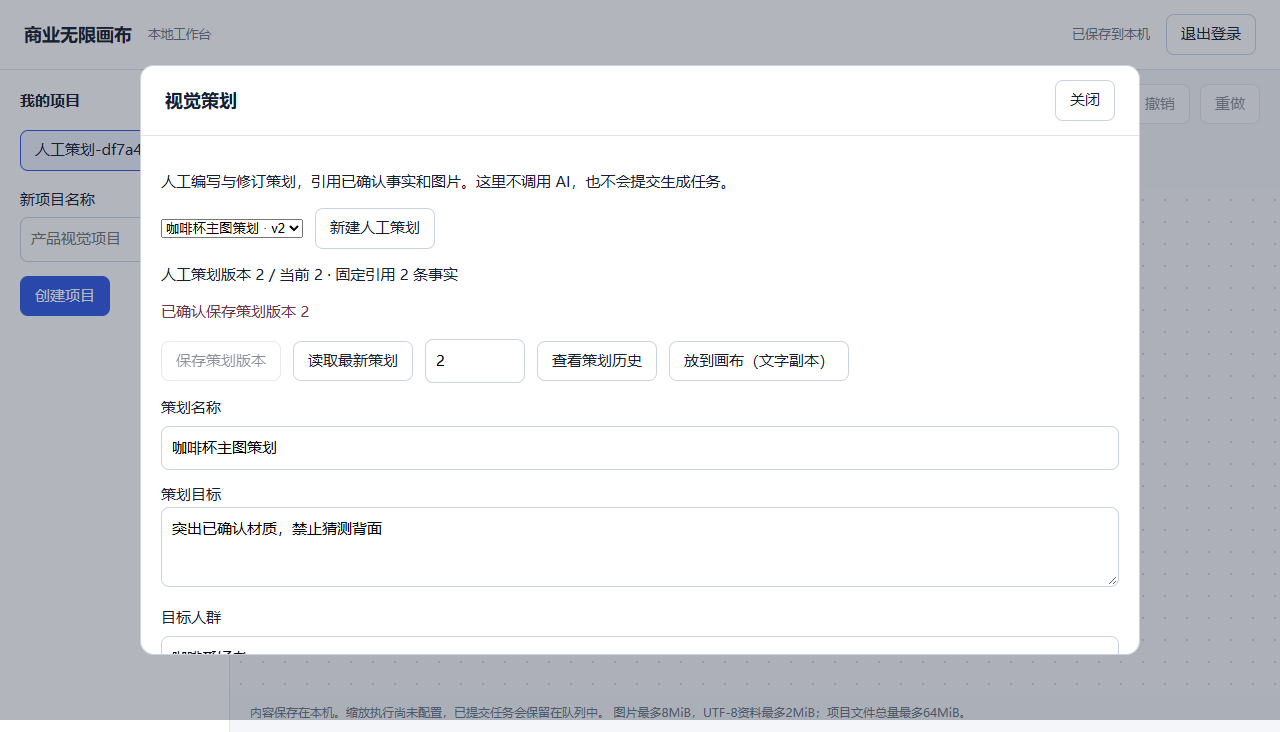 商业无限画布 本地工作台 已保存到本机 退出登录
视觉策划 关闭
我的项目 撤销 重做
人工策划-df7a4
人工编写与修订策划，引用已确认事实和图片。这里不调用 AI，也不会提交生成任务。
新项目名称
咖啡杯主图策划 · v2 新建人工策划
产品视觉项目
人工策划版本 2 / 当前 2 · 固定引用 2 条事实
创建项目
已确认保存策划版本 2
保存策划版本 读取最新策划 2 查看策划历史 放到画布（文字副本）
策划名称
咖啡杯主图策划
策划目标
突出已确认材质，禁止猜测背面
目标人群
内容保存在本机。缩放执行尚未配置，已提交任务会保留在队列中。 图片最多8MiB，UTF-8资料最多2MiB；项目文件总量最多64MiB。